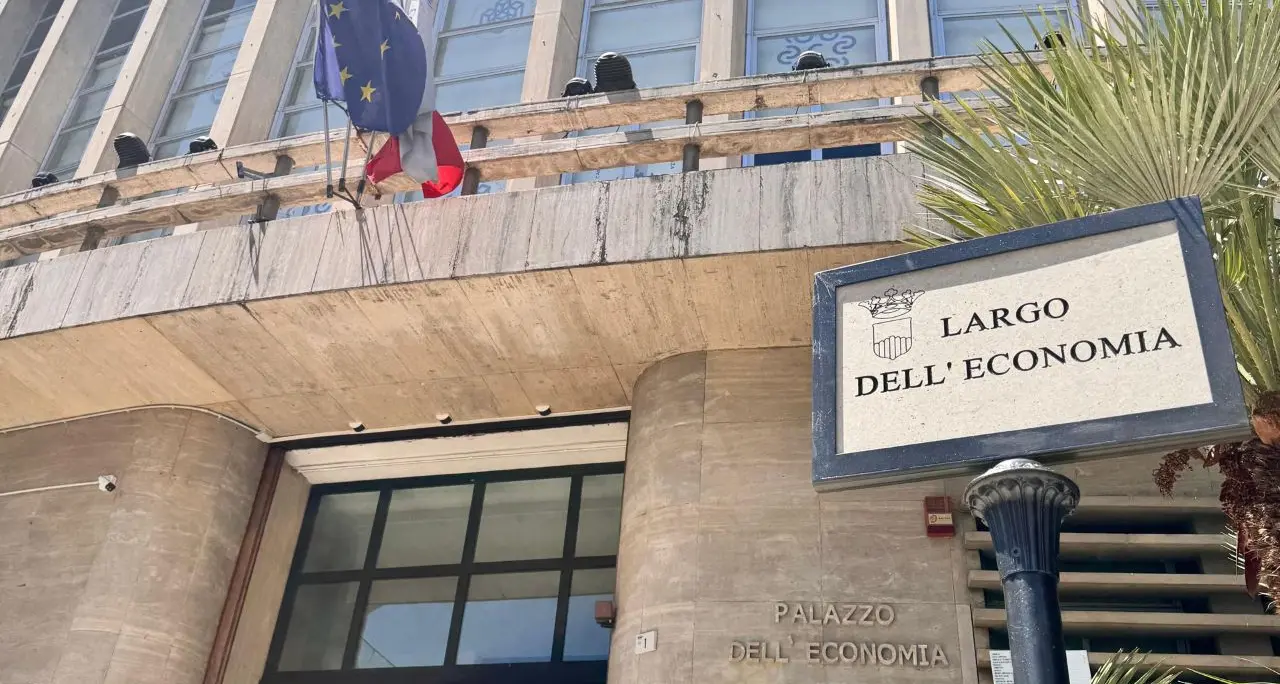 LARGO
DELL' ECONOMIA
PALAZZO
DELL' ECONOMIA
1